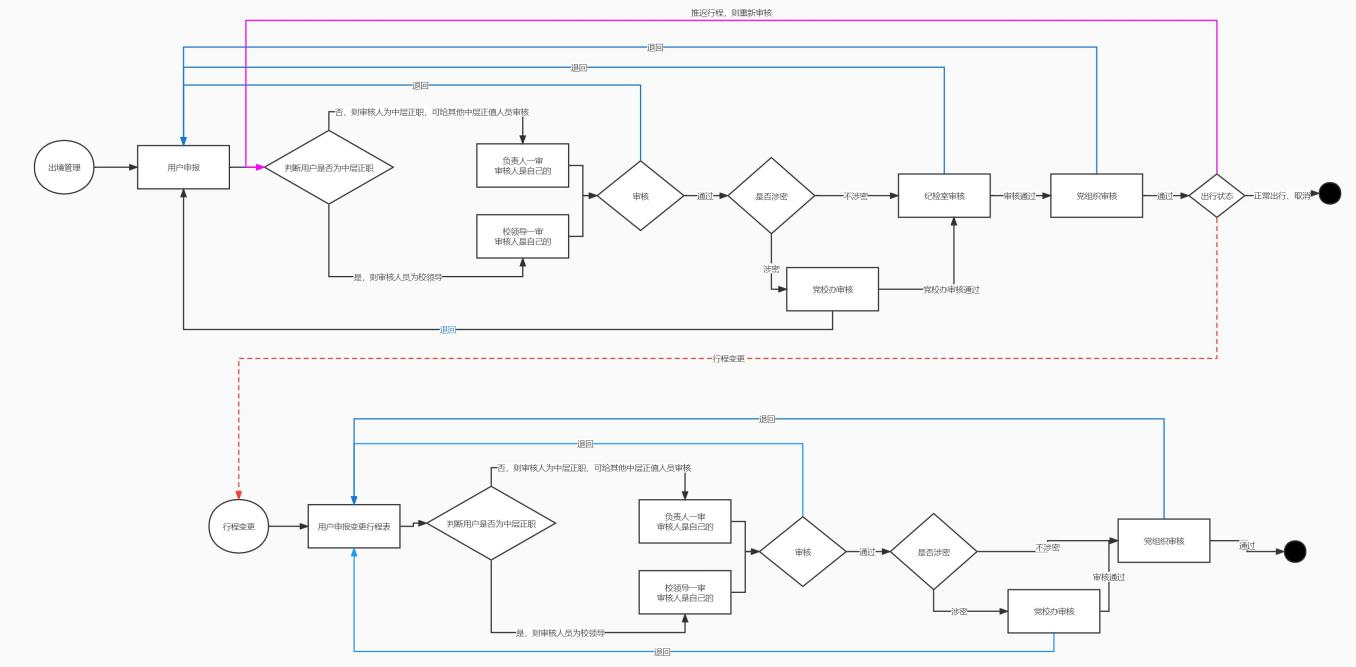 推迟行程，则重新审核
退回
退回
退回
否，则审核人为中层正职，可给其他中层正值人员审核
出境管理
用户申报
判断用户是否为中层正职
负责人一审
审核人是自己的
校领导一审
审核人是自己的
审核
通过
是否涉密
不涉密
纪检室审核
审核通过
党组织审核
通过
出行状态
正常出行、取消
是，则审核人员为校领导
涉密
党校办审核
党校办审核通过
退回
行程变更
退回
退回
否，则审核人为中层正职，可给其他中层正值人员审核
行程变更
用户申报变更行程表
判断用户是否为中层正职
负责人一审
审核人是自己的
校领导一审
审核人是自己的
审核
通过
是否涉密
不涉密
党组织审核
通过
审核通过
涉密
党校办审核
是，则审核人员为校领导
退回